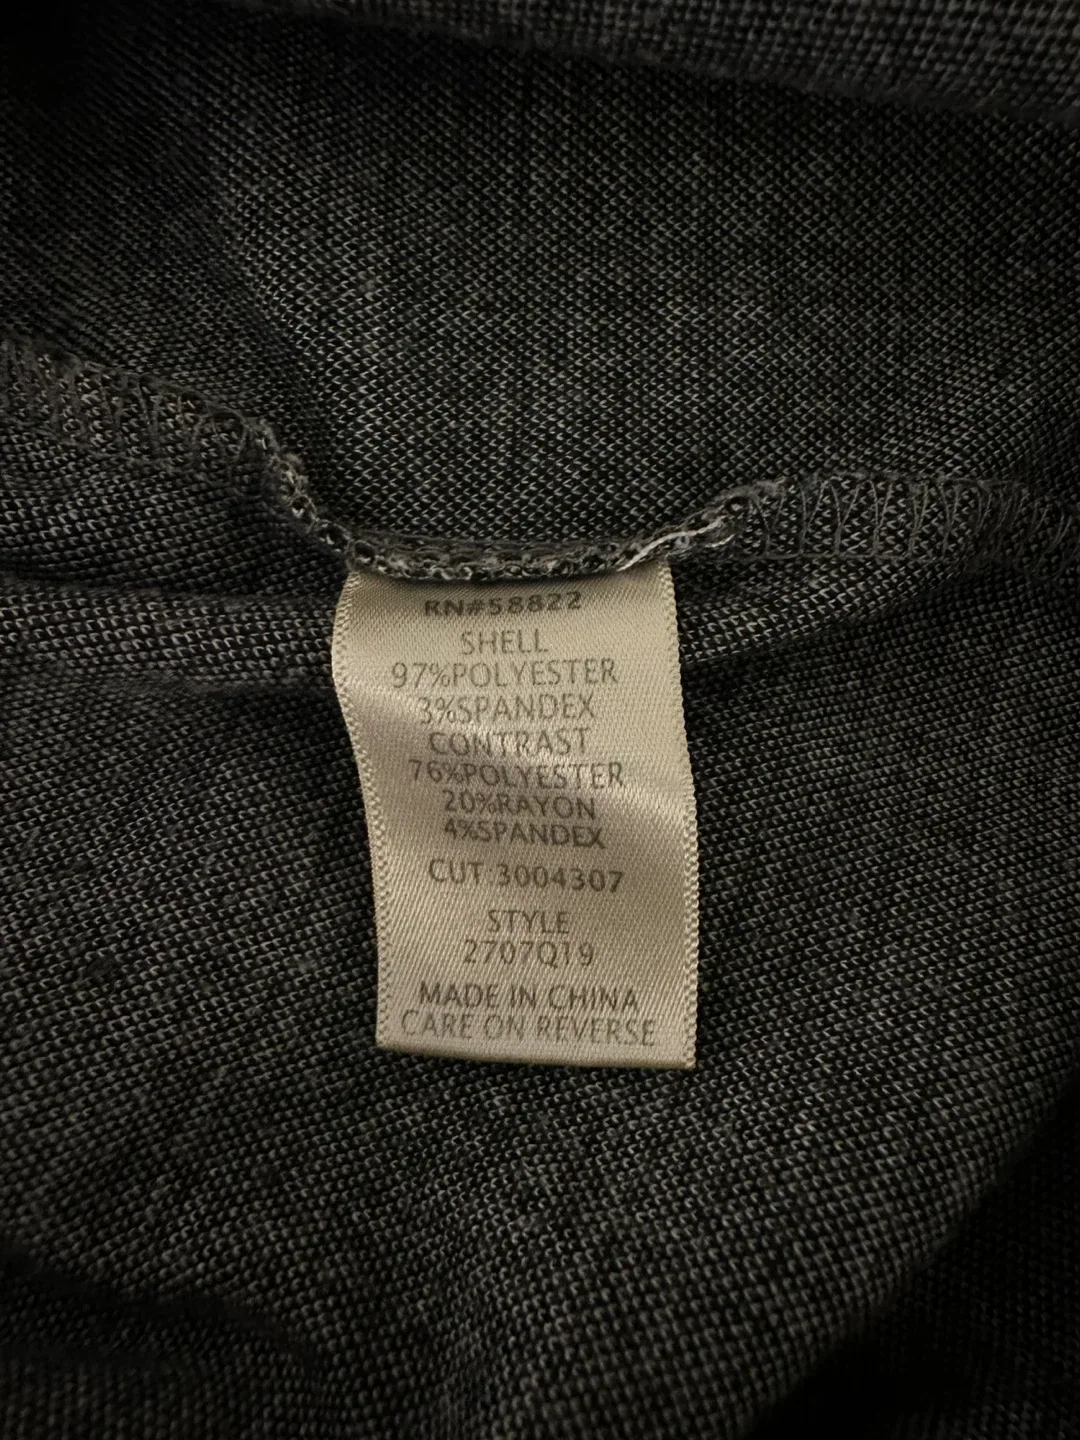 RN#58822
SHELL
97%POLYESTER
3%SPANDEX
CONTRAST
76%POLYESTER
20%RAYON
4%SPANDEX
CUT 3004307
STYLE
2707Q19
MADE IN CHINA
CARE ON REVERSE